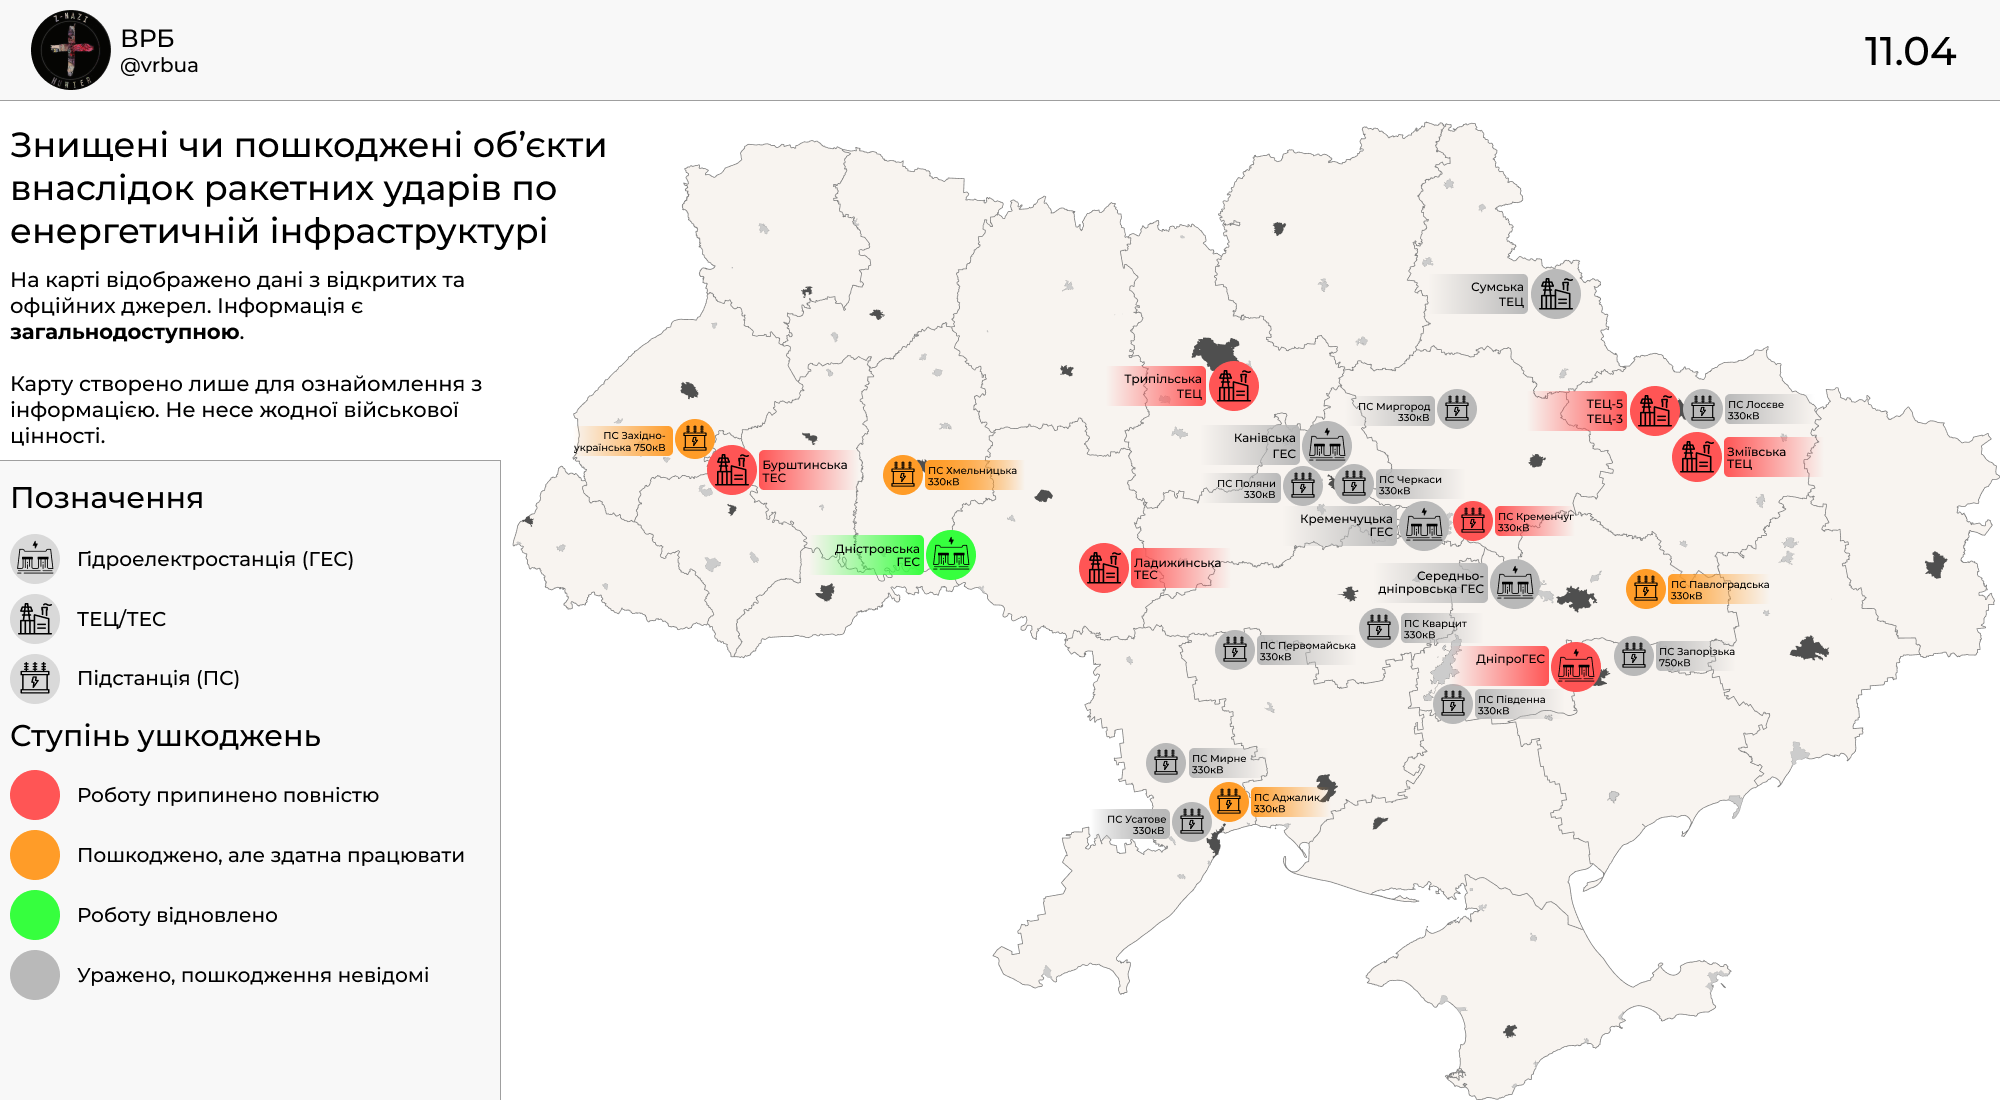 Z-NAZI
HUNTER
ВРБ
@vrbua
11.04
Знищені чи пошкоджені об’єкти
внаслідок ракетних ударів по
енергетичній інфраструктурі
На карті відображено дані з відкритих та
офційних джерел. Інформація є
загальнодоступною.
Карту створено лише для ознайомлення з
інформацією. Не несе жодної військової
цінності.
Позначення
Гідроелектростанція (ГЕС)
ТЕЦ/ТЕС
Підстанція (ПС)
Ступінь ушкоджень
Роботу припинено повністю
Пошкоджено, але здатна працювати
Роботу відновлено
Уражено, пошкодження невідомі
Сумська
ТЕЦ
Трипільська
ТЕЦ
ПС Миргород
330кВ
ТЕЦ-5
ТЕЦ-3
ПС Лосєве
330кВ
Зміївська
ТЕЦ
ПС Західно-
українська 750кВ
Бурштинська
ТЕС
ПС Хмельницька
330кВ
Канівська
ГЕС
ПС Поляни
330кВ
ПС Черкаси
330кВ
Кременчуцька
ГЕС
ПС Кременчуг
330кВ
Дністровська
ГЕС
Ладижинська
ТЕС
Середньо-
дніпровська ГЕС
ПС Павлоградська
330кВ
ПС Кварцит
330кВ
ПС Первомайська
330кВ
ДніпроГЕС
ПС Запорізька
750кВ
ПС Південна
330кВ
ПС Мирне
330кВ
ПС Аджалик
330кВ
ПС Усатове
330кВ